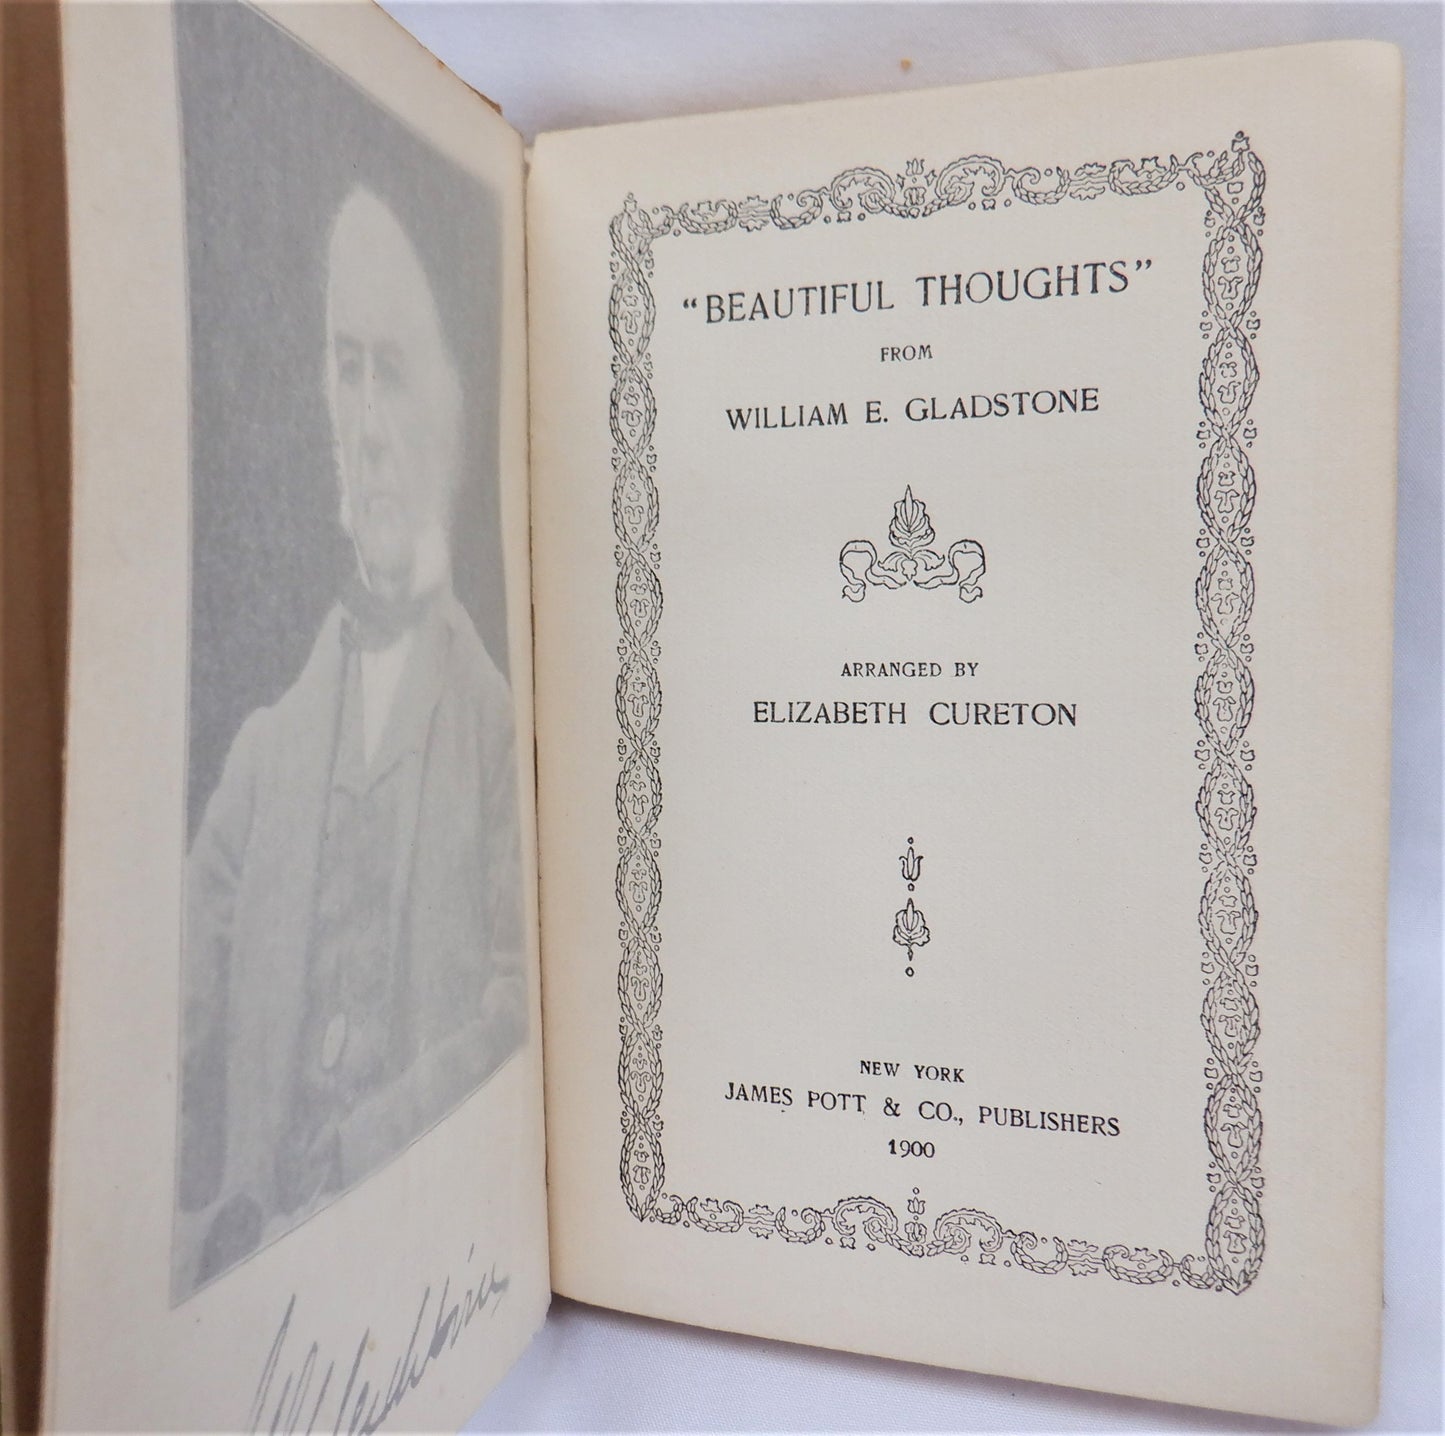 "BEAUTIFUL THOUGHTS"
FROM
WILLIAM E. GLADSTONE
ARRANGED BY
ELIZABETH CURETON
NEW YORK
JAMES POTT & CO., PUBLISHERS
1900